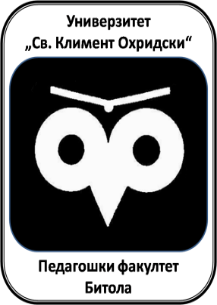 Универзитет
„Св. Климент Охридски“
Педагошки факултет
Битола